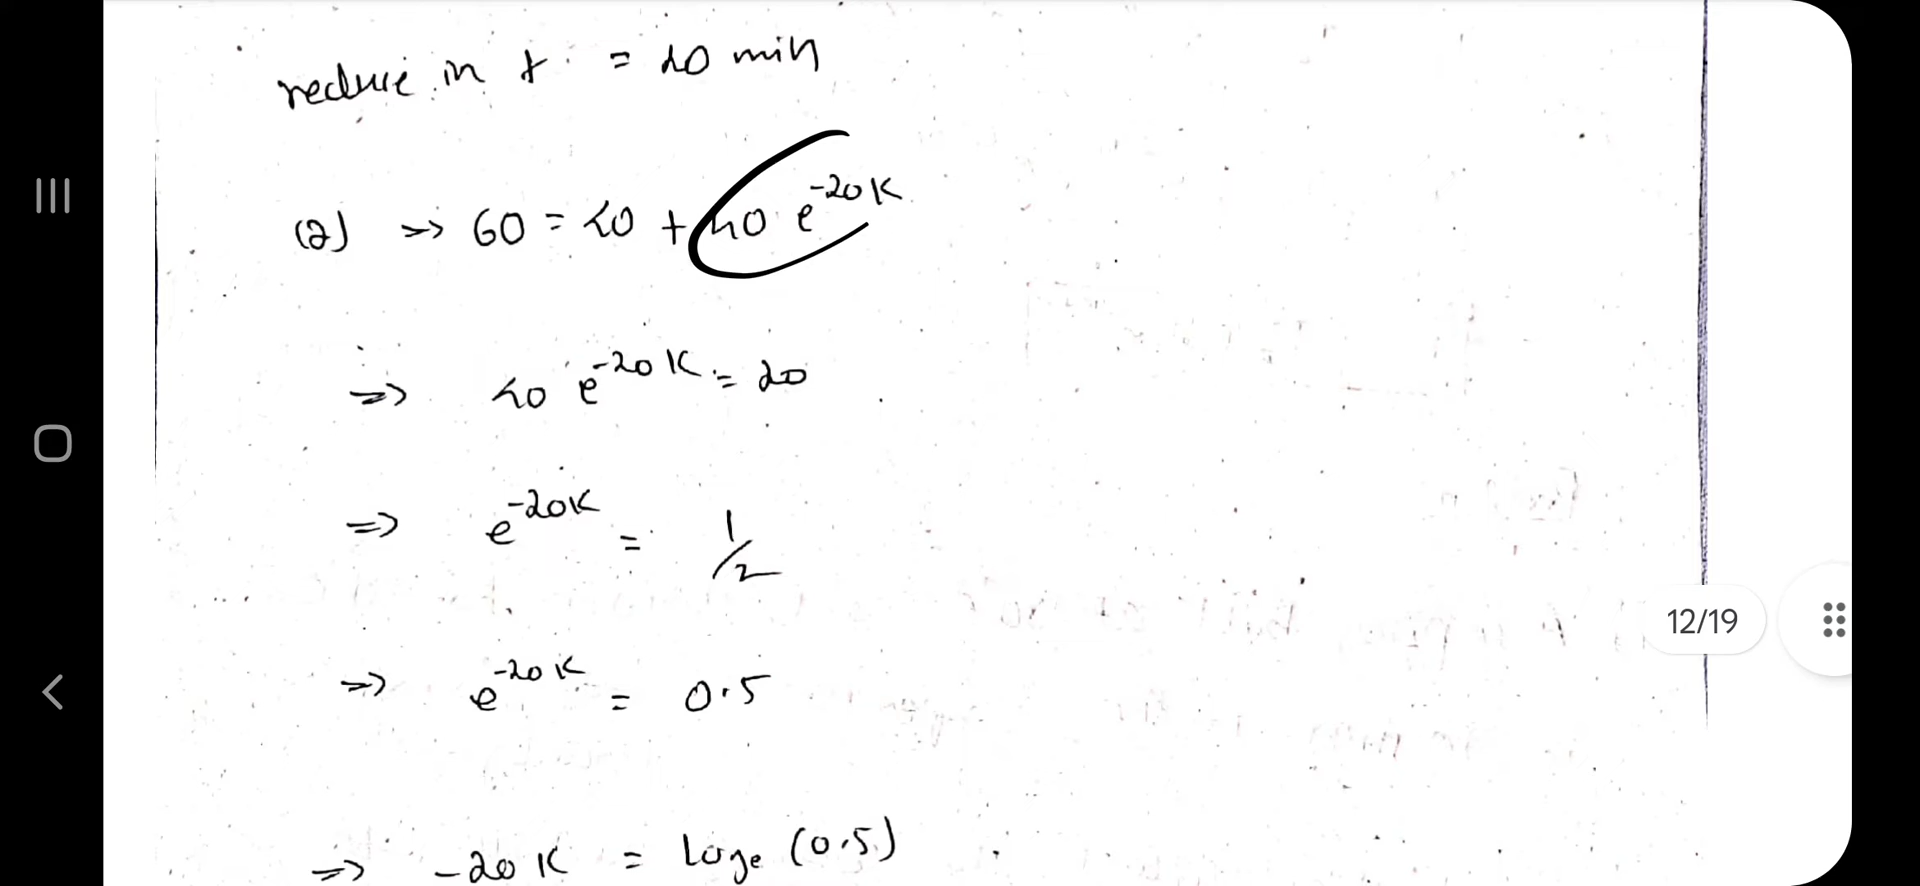 reduce in t = 20 min
(2) => 60 = 40 + 40 e^-20K
=> 40 e^-20K = 20
=> e^-20K = 1/2
=> e^-20K = 0.5
12/19
=> -20K = Loge (0.5)